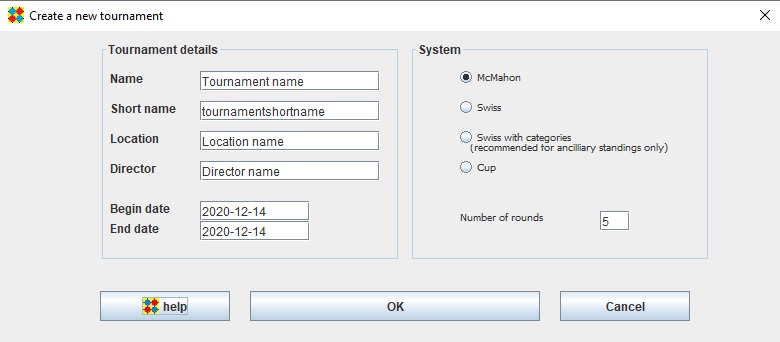 Create a new tournament
Tournament details
Name
Tournament name
Short name
tournamentshortname
Location
Location name
Director
Director name
Begin date
2020-12-14
End date
2020-12-14
System
McMahon
Swiss
Swiss with categories
(recommended for ancilliary standings only)
Cup
Number of rounds
5
help
OK
Cancel